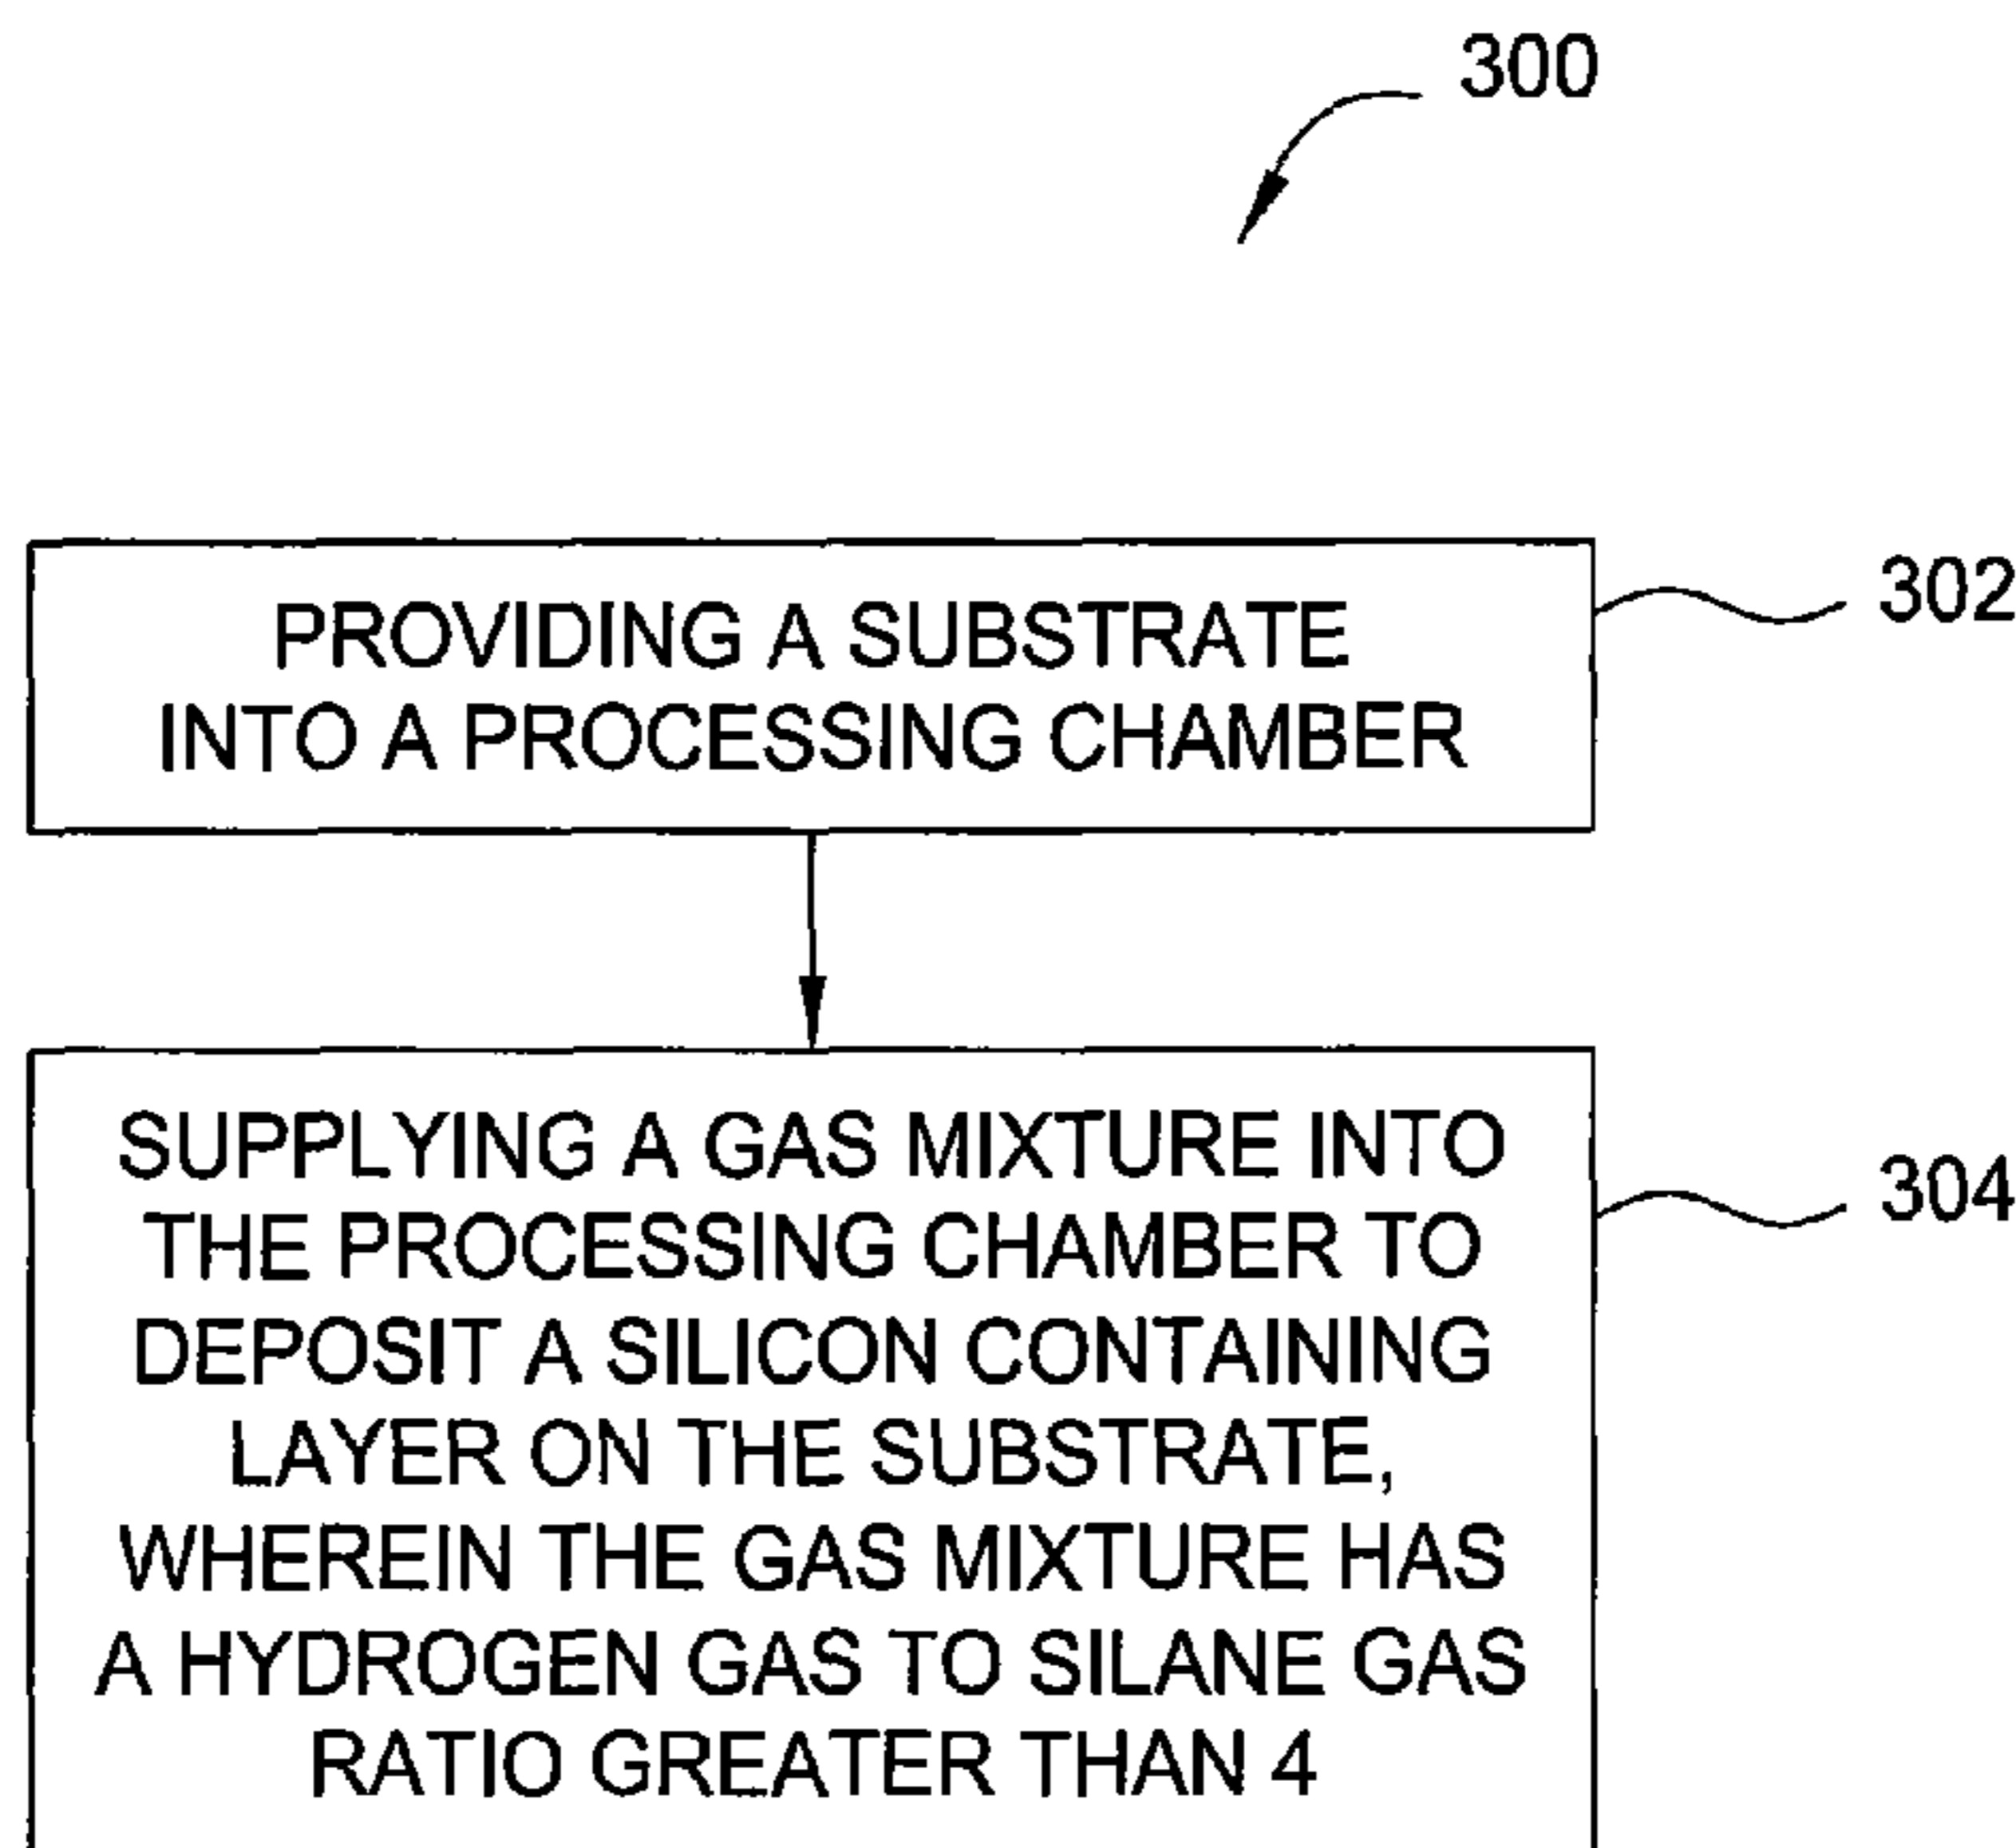 300
PROVIDING A SUBSTRATE
INTO A PROCESSING CHAMBER
302
SUPPLYING A GAS MIXTURE INTO
THE PROCESSING CHAMBER TO
DEPOSIT A SILICON CONTAINING
LAYER ON THE SUBSTRATE,
WHEREIN THE GAS MIXTURE HAS
A HYDROGEN GAS TO SILANE GAS
RATIO GREATER THAN 4
304